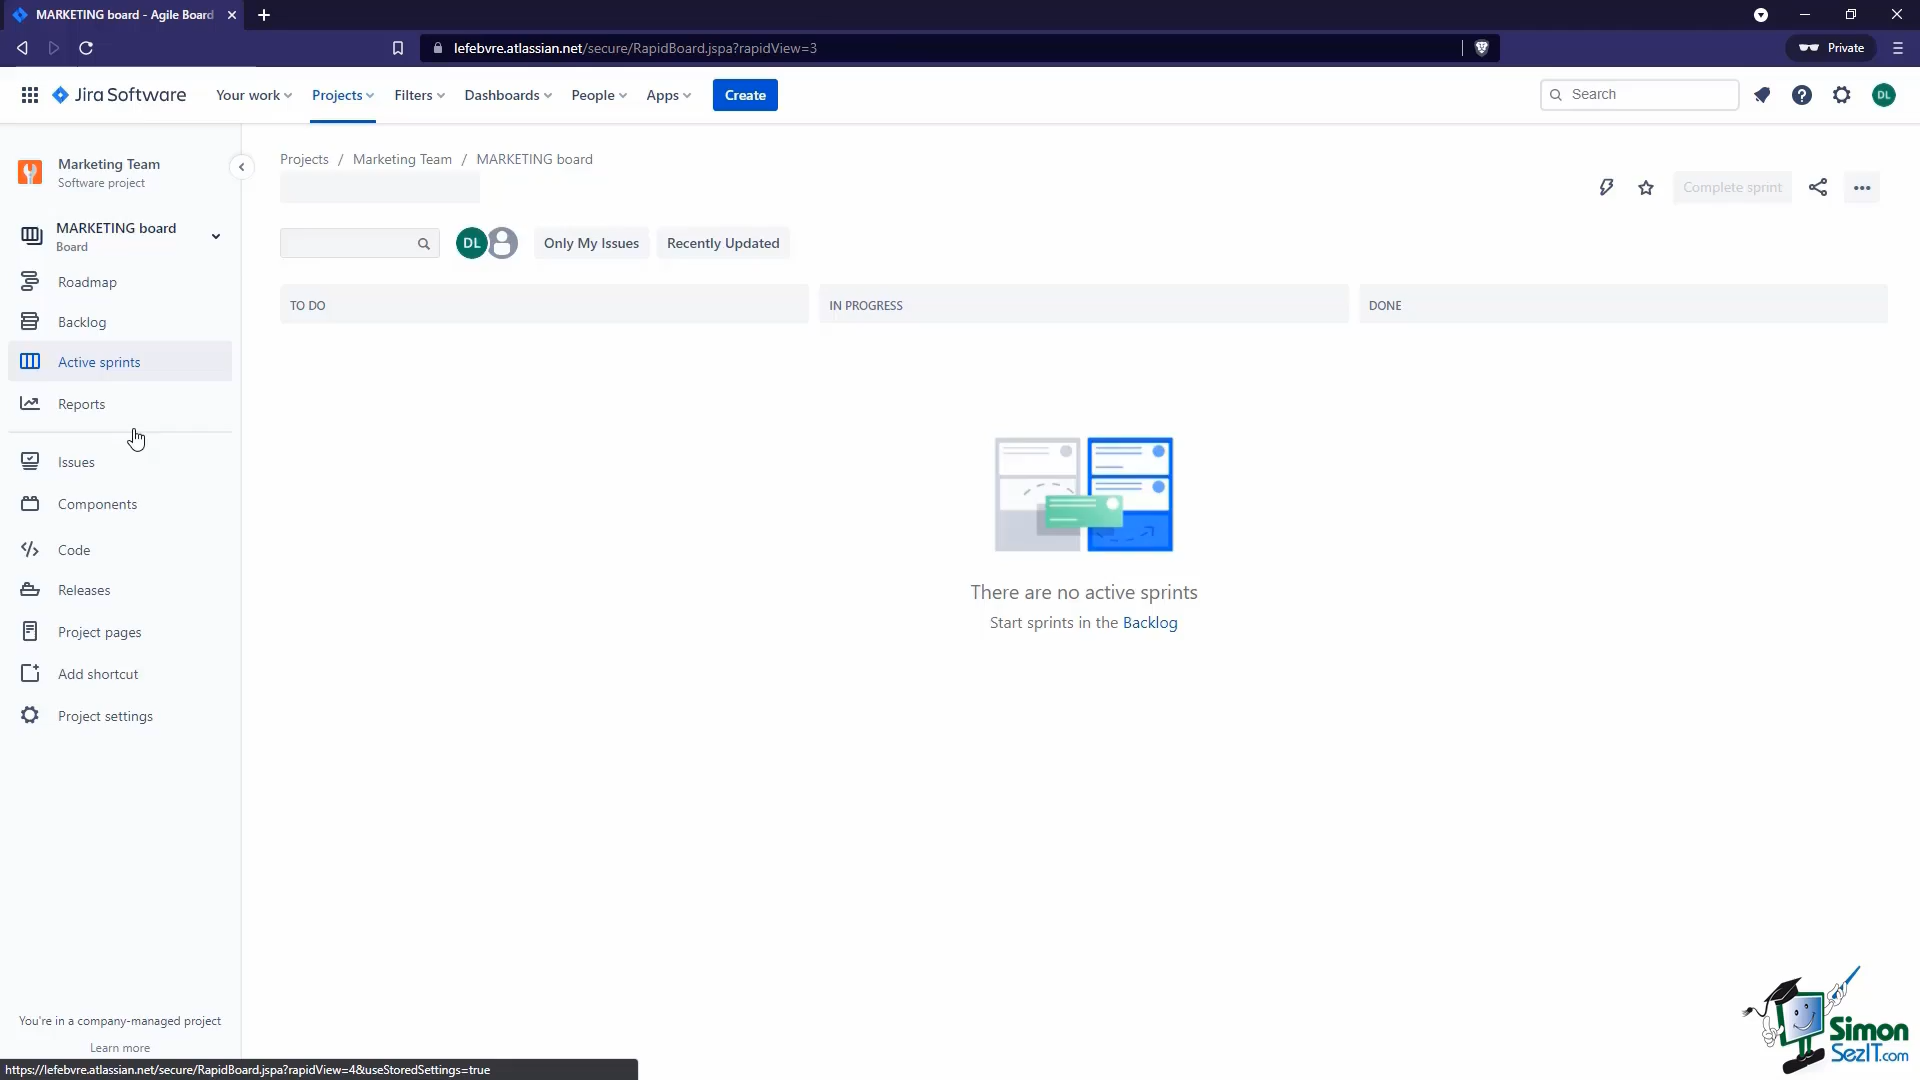 MARKETING board - Agile Board
lefebvre.atlassian.net/secure/RapidBoard.jspa?rapidView=3
Private
Jira Software
Your work
Projects
Filters
Dashboards
People
Apps
Create
Search
DL
Marketing Team
Software project
MARKETING board
Board
Roadmap
Backlog
Active sprints
Reports
Issues
Components
Code
Releases
Project pages
Add shortcut
Project settings
You're in a company-managed project
Learn more
Projects / Marketing Team / MARKETING board
Complete sprint
DL
Only My Issues
Recently Updated
TO DO
IN PROGRESS
DONE
There are no active sprints
Start sprints in the Backlog
https://lefebvre.atlassian.net/secure/RapidBoard.jspa?rapidView=4&useStoredSettings=true
Simon
SezIT.com